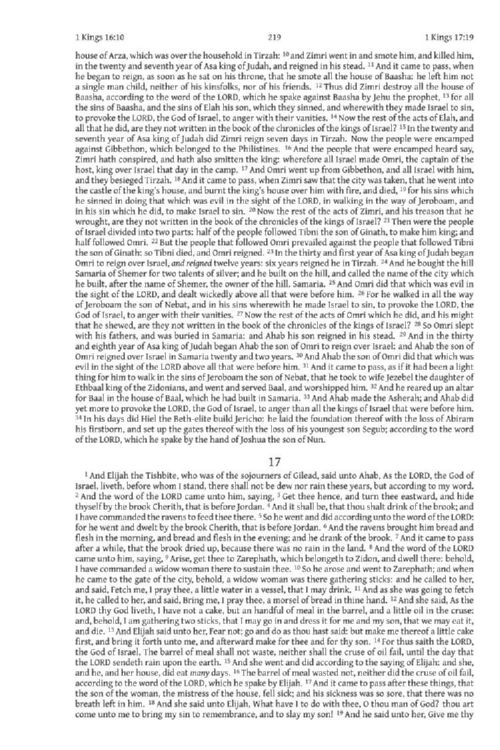 1 Kings 16:10 219 1 Kings 17:19
house of Arza, which was over the household in Tirzah: 10 and Zimri went in and smote him, and killed him,
in the twenty and seventh year of Asa king of Judah, and reigned in his stead. 11 And it came to pass, when
he began to reign, as soon as he sat on his throne, that he smote all the house of Baasha: he left him not
a single man child, neither of his kinsfolks, nor of his friends. 12 Thus did Zimri destroy all the house of
Baasha, according to the word of the LORD, which he spake against Baasha by Jehu the prophet, 13 for all
the sins of Baasha, and the sins of Elah his son, which they sinned, and wherewith they made Israel to sin,
to provoke the LORD, the God of Israel, to anger with their vanities. 14 Now the rest of the acts of Elah, and
all that he did, are they not written in the book of the chronicles of the kings of Israel? 15 In the twenty and
seventh year of Asa king of Judah did Zimri reign seven days in Tirzah. Now the people were encamped
against Gibbethon, which belonged to the Philistines. 16 And the people that were encamped heard say,
Zimri hath conspired, and hath also smitten the king: wherefore all Israel made Omri, the captain of the
host, king over Israel that day in the camp. 17 And Omri went up from Gibbethon, and all Israel with him,
and they besieged Tirzah. 18 And it came to pass, when Zimri saw that the city was taken, that he went into
the castle of the king's house, and burnt the king's house over him with fire, and died, 19 for his sins which
he sinned in doing that which was evil in the sight of the LORD, in walking in the way of Jeroboam, and
in his sin which he did, to make Israel to sin. 20 Now the rest of the acts of Zimri, and his treason that he
wrought, are they not written in the book of the chronicles of the kings of Israel? 21 Then were the people
of Israel divided into two parts: half of the people followed Tibni the son of Ginath, to make him king; and
half followed Omri. 22 But the people that followed Omri prevailed against the people that followed Tibni
the son of Ginath: so Tibni died, and Omri reigned. 23 In the thirty and first year of Asa king of Judah began
Omri to reign over Israel, and reigned twelve years: six years reigned he in Tirzah. 24 And he bought the hill
Samaria of Shemer for two talents of silver; and he built on the hill, and called the name of the city which
he built, after the name of Shemer, the owner of the hill, Samaria. 25 And Omri did that which was evil in
the sight of the LORD, and dealt wickedly above all that were before him. 26 For he walked in all the way
of Jeroboam the son of Nebat, and in his sins wherewith he made Israel to sin, to provoke the LORD, the
God of Israel, to anger with their vanities. 27 Now the rest of the acts of Omri which he did, and his might
that he shewed, are they not written in the book of the chronicles of the kings of Israel? 28 So Omri slept
with his fathers, and was buried in Samaria: and Ahab his son reigned in his stead. 29 And in the thirty
and eighth year of Asa king of Judah began Ahab the son of Omri to reign over Israel: and Ahab the son of
Omri reigned over Israel in Samaria twenty and two years. 30 And Ahab the son of Omri did that which was
evil in the sight of the LORD above all that were before him. 31 And it came to pass, as if it had been a light
thing for him to walk in the sins of Jeroboam the son of Nebat, that he took to wife Jezebel the daughter of
Ethbaal king of the Zidonians, and went and served Baal, and worshipped him. 32 And he reared up an altar
for Baal in the house of Baal, which he had built in Samaria. 33 And Ahab made the Asherah; and Ahab did
yet more to provoke the LORD, the God of Israel, to anger than all the kings of Israel that were before him.
34 In his days did Hiel the Beth-elite build Jericho: he laid the foundation thereof with the loss of Abiram
his firstborn, and set up the gates thereof with the loss of his youngest son Segub; according to the word
of the LORD, which he spake by the hand of Joshua the son of Nun.
17
1 And Elijah the Tishbite, who was of the sojourners of Gilead, said unto Ahab, As the LORD, the God of
Israel, liveth, before whom I stand, there shall not be dew nor rain these years, but according to my word.
2 And the word of the LORD came unto him, saying, 3 Get thee hence, and turn thee eastward, and hide
thyself by the brook Cherith, that is before Jordan. 4 And it shall be, that thou shalt drink of the brook; and
I have commanded the ravens to feed thee there. 5 So he went and did according unto the word of the LORD:
for he went and dwelt by the brook Cherith, that is before Jordan. 6 And the ravens brought him bread and
flesh in the morning, and bread and flesh in the evening; and he drank of the brook. 7 And it came to pass
after a while, that the brook dried up, because there was no rain in the land. 8 And the word of the LORD
came unto him, saying, 9 Arise, get thee to Zarephath, which belongeth to Zidon, and dwell there: behold,
I have commanded a widow woman there to sustain thee. 10 So he arose and went to Zarephath; and when
he came to the gate of the city, behold, a widow woman was there gathering sticks: and he called to her,
and said, Fetch me, I pray thee, a little water in a vessel, that I may drink. 11 And as she was going to fetch
it, he called to her, and said, Bring me, I pray thee, a morsel of bread in thine hand. 12 And she said, As the
LORD thy God liveth, I have not a cake, but an handful of meal in the barrel, and a little oil in the cruse:
and, behold, I am gathering two sticks, that I may go in and dress it for me and my son, that we may eat it,
and die. 13 And Elijah said unto her, Fear not; go and do as thou hast said: but make me thereof a little cake
first, and bring it forth unto me, and afterward make for thee and for thy son. 14 For thus saith the LORD,
the God of Israel, The barrel of meal shall not waste, neither shall the cruse of oil fail, until the day that
the LORD sendeth rain upon the earth. 15 And she went and did according to the saying of Elijah: and she,
and he, and her house, did eat many days. 16 The barrel of meal wasted not, neither did the cruse of oil fail,
according to the word of the LORD, which he spake by Elijah. 17 And it came to pass after these things, that
the son of the woman, the mistress of the house, fell sick; and his sickness was so sore, that there was no
breath left in him. 18 And she said unto Elijah, What have I to do with thee, O thou man of God? thou art
come unto me to bring my sin to remembrance, and to slay my son! 19 And he said unto her, Give me thy